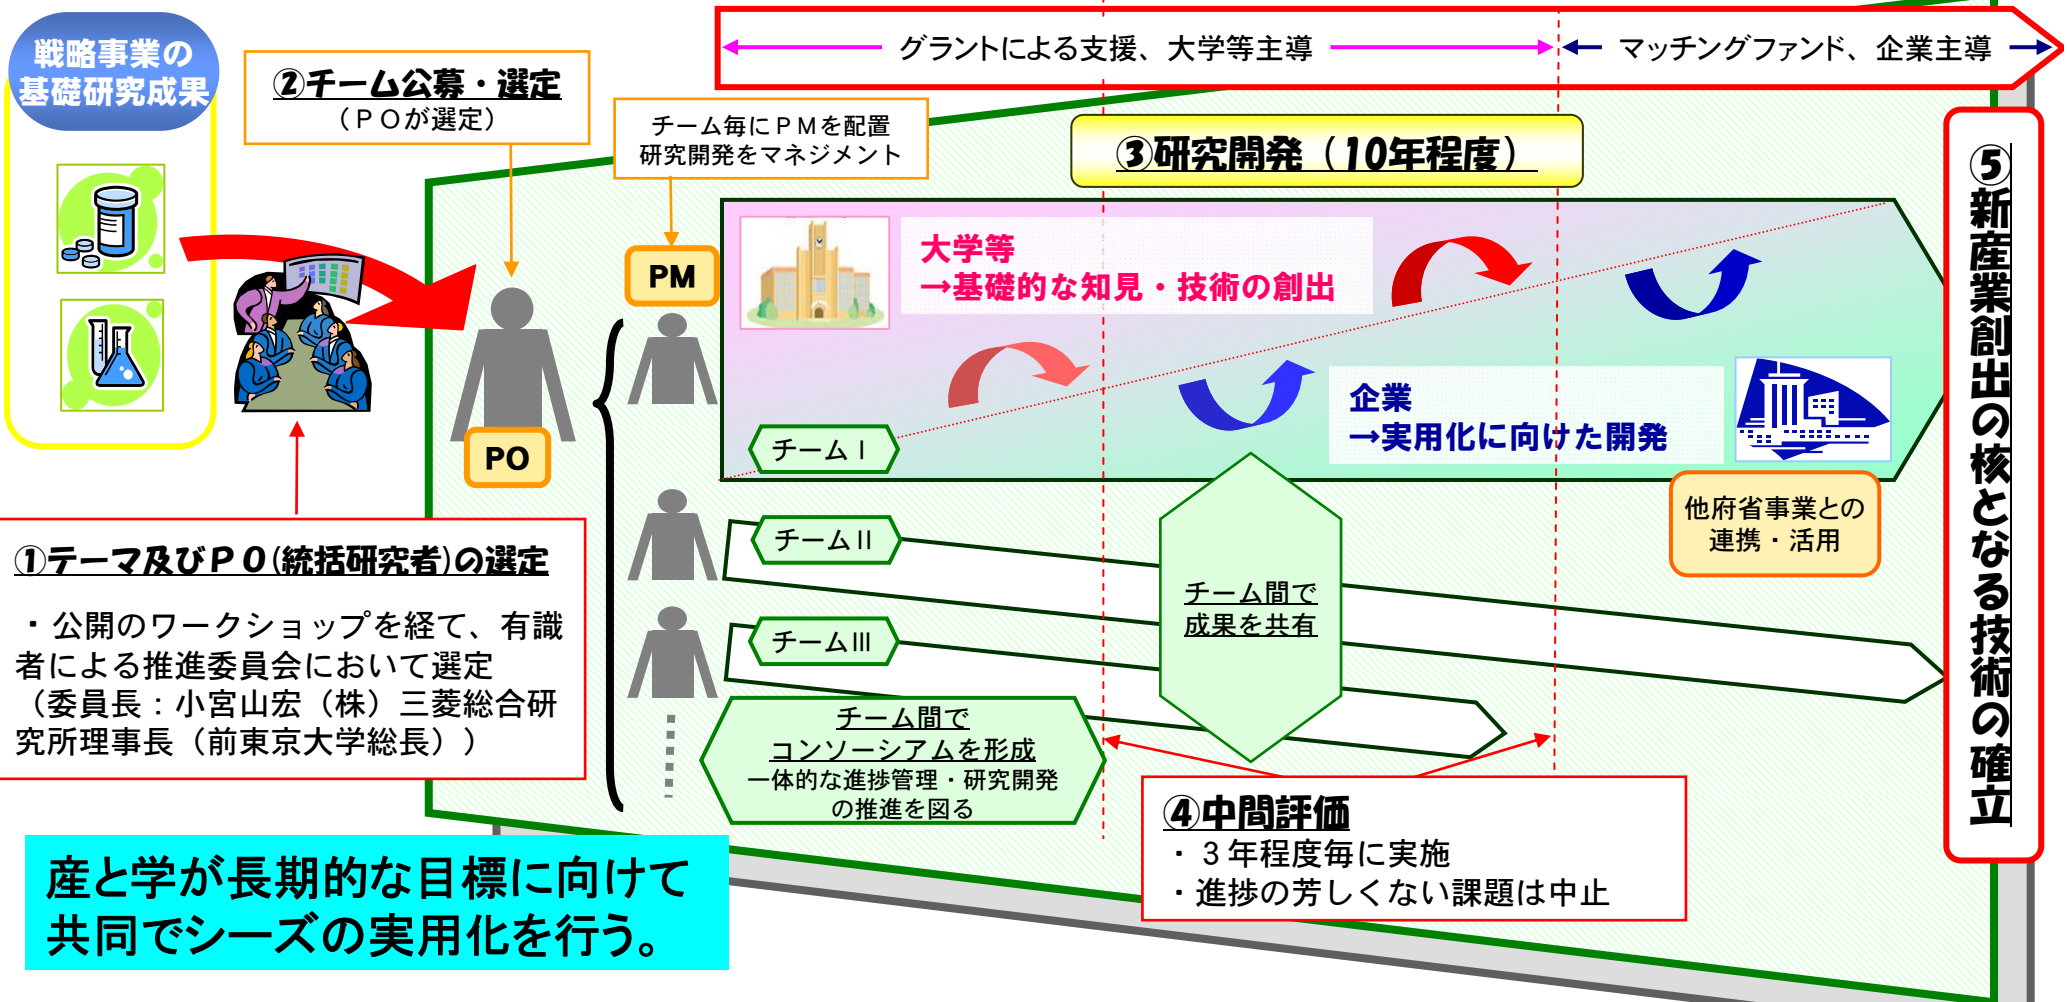 戦略事業の
基礎研究成果
②チーム公募・選定
（ＰＯが選定）
チーム毎にＰＭを配置
研究開発をマネジメント
グラントによる支援、大学等主導
マッチングファンド、企業主導
③研究開発（10年程度）
PM
PO
大学等
→基礎的な知見・技術の創出
企業
→実用化に向けた開発
チームⅠ
チームⅡ
チームⅢ
他府省事業との
連携・活用
チーム間で
成果を共有
チーム間で
コンソーシアムを形成
一体的な進捗管理・研究開発
の推進を図る
①テーマ及びＰＯ(統括研究者)の選定
・公開のワークショップを経て、有識
者による推進委員会において選定
（委員長：小宮山宏（株）三菱総合研
究所理事長（前東京大学総長））
④中間評価
・３年程度毎に実施
・進捗の芳しくない課題は中止
⑤新産業創出の核となる技術の確立
産と学が長期的な目標に向けて
共同でシーズの実用化を行う。